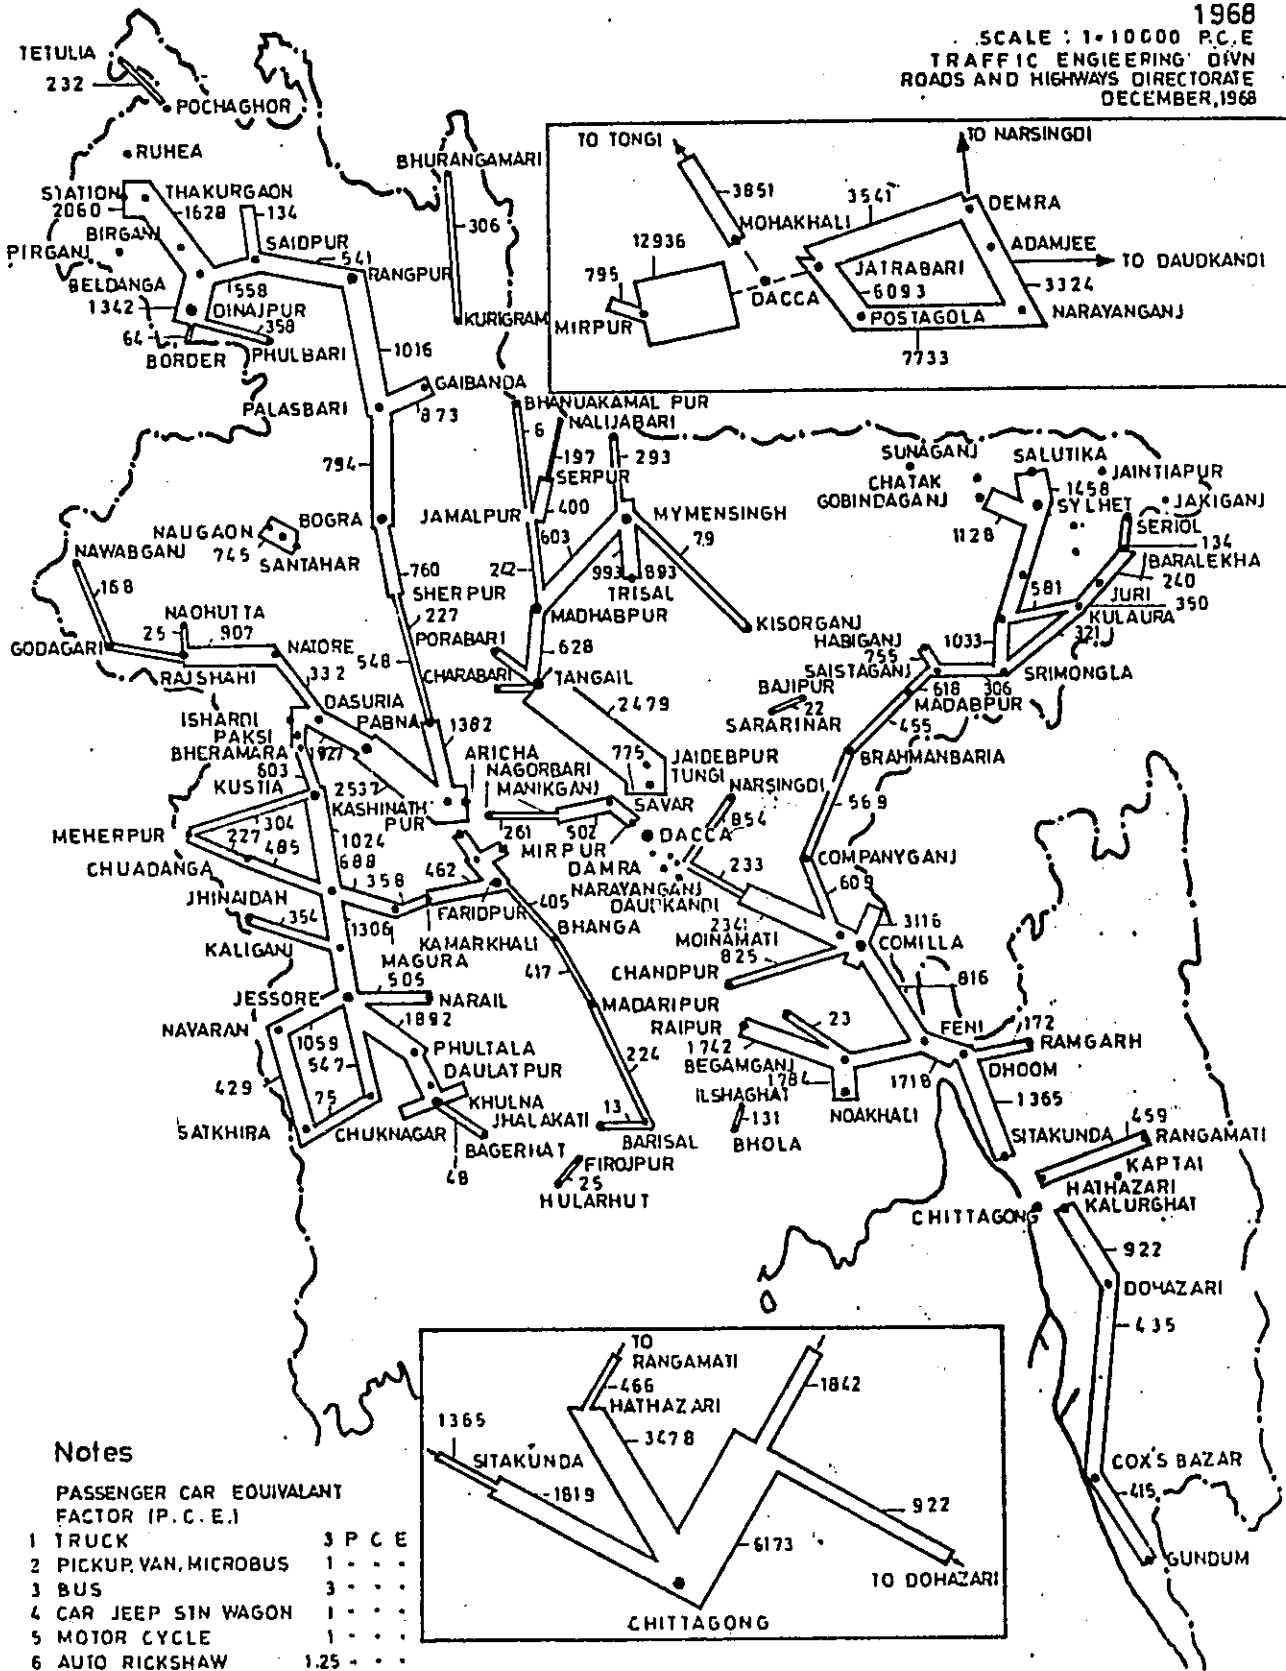 1968
SCALE : 1=10000 P.C.E
TRAFFIC ENGIEERING DIVN
ROADS AND HIGHWAYS DIRECTORATE
DECEMBER, 1968
TETULIA
232
POCHAGHOR
RUHEA
STATION
2060
THAKURGAON
1628
134
BIRGANJ
PIRGANJ
SAIDPUR
541
RANGPUR
BELDANGA
1342
558
DINAJPUR
358
64
BORDER
PHULBARI
BHURANGAMARI
306
KURIGRAM
1016
GAIBANDA
PALASBARI
873
TO TONGI
3851
MOHAKHALI
3541
TO NARSINGDI
DEMRA
12936
795
MIRPUR
DACCA
JATRABARI
6093
POSTAGOLA
7733
ADAMJEE
TO DAUDKANDI
3324
NARAYANGANJ
BHANUAKAMAL PUR
NALIJABARI
6
197
293
SERPUR
794
400
JAMALPUR
MYMENSINGH
603
79
242
993
893
TRISAL
MADHABPUR
KISORGANJ
BOGRA
NAUGAON
745
SANTAHAR
NAWABGANJ
168
760
SHERPUR
227
PORABARI
628
548
CHARABARI
TANGAIL
NAOHUTTA
25
907
NATORE
GODAGARI
RAJSHAHI
332
SUNAGANJ
CHATAK
GOBINDAGANJ
SALUTIKA
1458
SYLHET
JAINTIAPUR
JAKIGANJ
SERIOL
134
1128
BARALEKHA
240
581
JURI
350
KULAURA
HABIGANJ
1033
321
755
SAISTAGANJ
SRIMONGLA
306
618
MADABPUR
455
BAJIPUR
22
SARARINAR
BRAHMANBARIA
DASURIA
ISHARDI
PAKSI
PABNA
1382
ARICHA
2479
BHERAMARA
1927
603
KUSTIA
2537
KASHINATH
PUR
NAGORBARI
MANIKGANJ
775
JAIDEBPUR
TUNGI
NARSINGDI
569
SAVAR
MEHERPUR
304
1024
261
502
MIRPUR
DACCA
854
227
485
688
CHUADANGA
462
DAMRA
233
COMPANYGANJ
358
JHINAIDAH
FARIDPUR
405
NARAYANGANJ
DAUDKANDI
609
354
1306
KAMARKHALI
BHANGA
2341
3116
KALIGANJ
MAGURA
MOINAMATI
COMILLA
825
505
417
CHANDPUR
816
JESSORE
NARAIL
MADARIPUR
1892
RAIPUR
23
FENI
172
NAVARAN
1742
RAMGARH
1059
PHULTALA
BEGAMGANJ
DHOOM
547
DAULATPUR
224
1784
1718
429
75
KHULNA
ILSHAGHAT
NOAKHALI
1365
13
JHALAKATI
131
459
SATKHIRA
CHUKNAGAR
BARISAL
BHOLA
SITAKUNDA
RANGAMATI
BAGERHAT
FIROJPUR
KAPTAI
48
25
HATHAZARI
HULARHUT
CHITTAGONG
KALURGHAT
922
DOHAZARI
435
COX'S BAZAR
415
GUNDUM
TO
RANGAMATI
466
HATHAZARI
1842
1365
SITAKUNDA
3478
1819
922
6173
TO DOHAZARI
CHITTAGONG
Notes
PASSENGER CAR EQUIVALANT
FACTOR (P.C.E.)
1 TRUCK 3 P C E
2 PICKUP, VAN, MICROBUS 1 " " "
3 BUS 3 " " "
4 CAR JEEP STN WAGON 1 " " "
5 MOTOR CYCLE 1 " " "
6 AUTO RICKSHAW 1.25 " " "